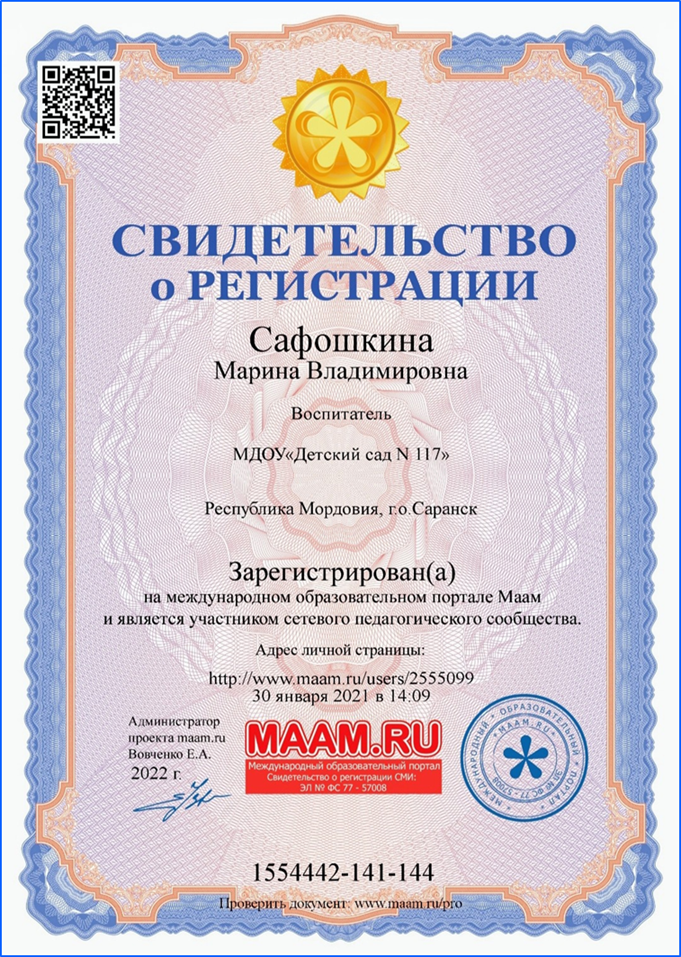 СВИДЕТЕЛЬСТВО
о РЕГИСТРАЦИИ
Сафошкина
Марина Владимировна
Воспитатель
МДОУ«Детский сад N 117»
Республика Мордовия, г.о.Саранск
Зарегистрирован(а)
на международном образовательном портале Маам
и является участником сетевого педагогического сообщества.
Адрес личной страницы:
http://www.maam.ru/users/2555099
30 января 2021 в 14:09
Администратор
проекта maam.ru
Вовченко Е.А.
2022 г.
MAAM.RU
Международный образовательный портал
Свидетельство о регистрации СМИ:
ЭЛ № ФС 77 - 57008
МЕЖДУНАРОДНЫЙ * ОБРАЗОВАТЕЛЬНЫЙ * ПОРТАЛ *
* MAAM.RU *
ЭЛ № ФС 77 - 57008
1554442-141-144
Проверить документ: www.maam.ru/pro